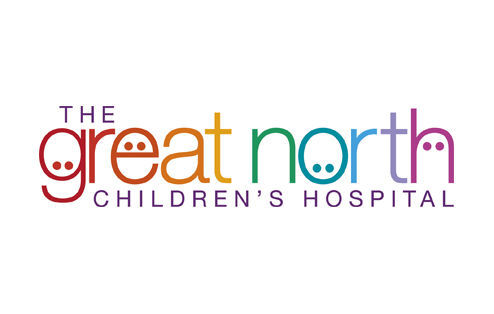 THE
great north
CHILDREN'S HOSPITAL